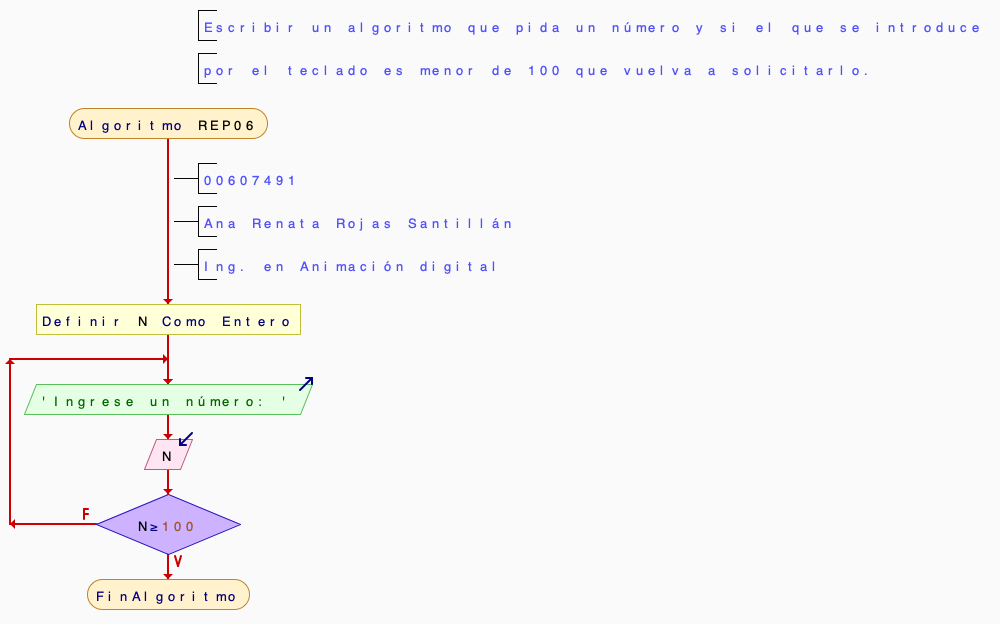 Escribir un algoritmo que pida un número y si el que se introduce
por el teclado es menor de 100 que vuelva a solicitarlo.
Algoritmo REP06
00607491
Ana Renata Rojas Santillán
Ing. en Animación digital
Definir N Como Entero
'Ingrese un número: '
N
F
N≥100
V
FinAlgoritmo